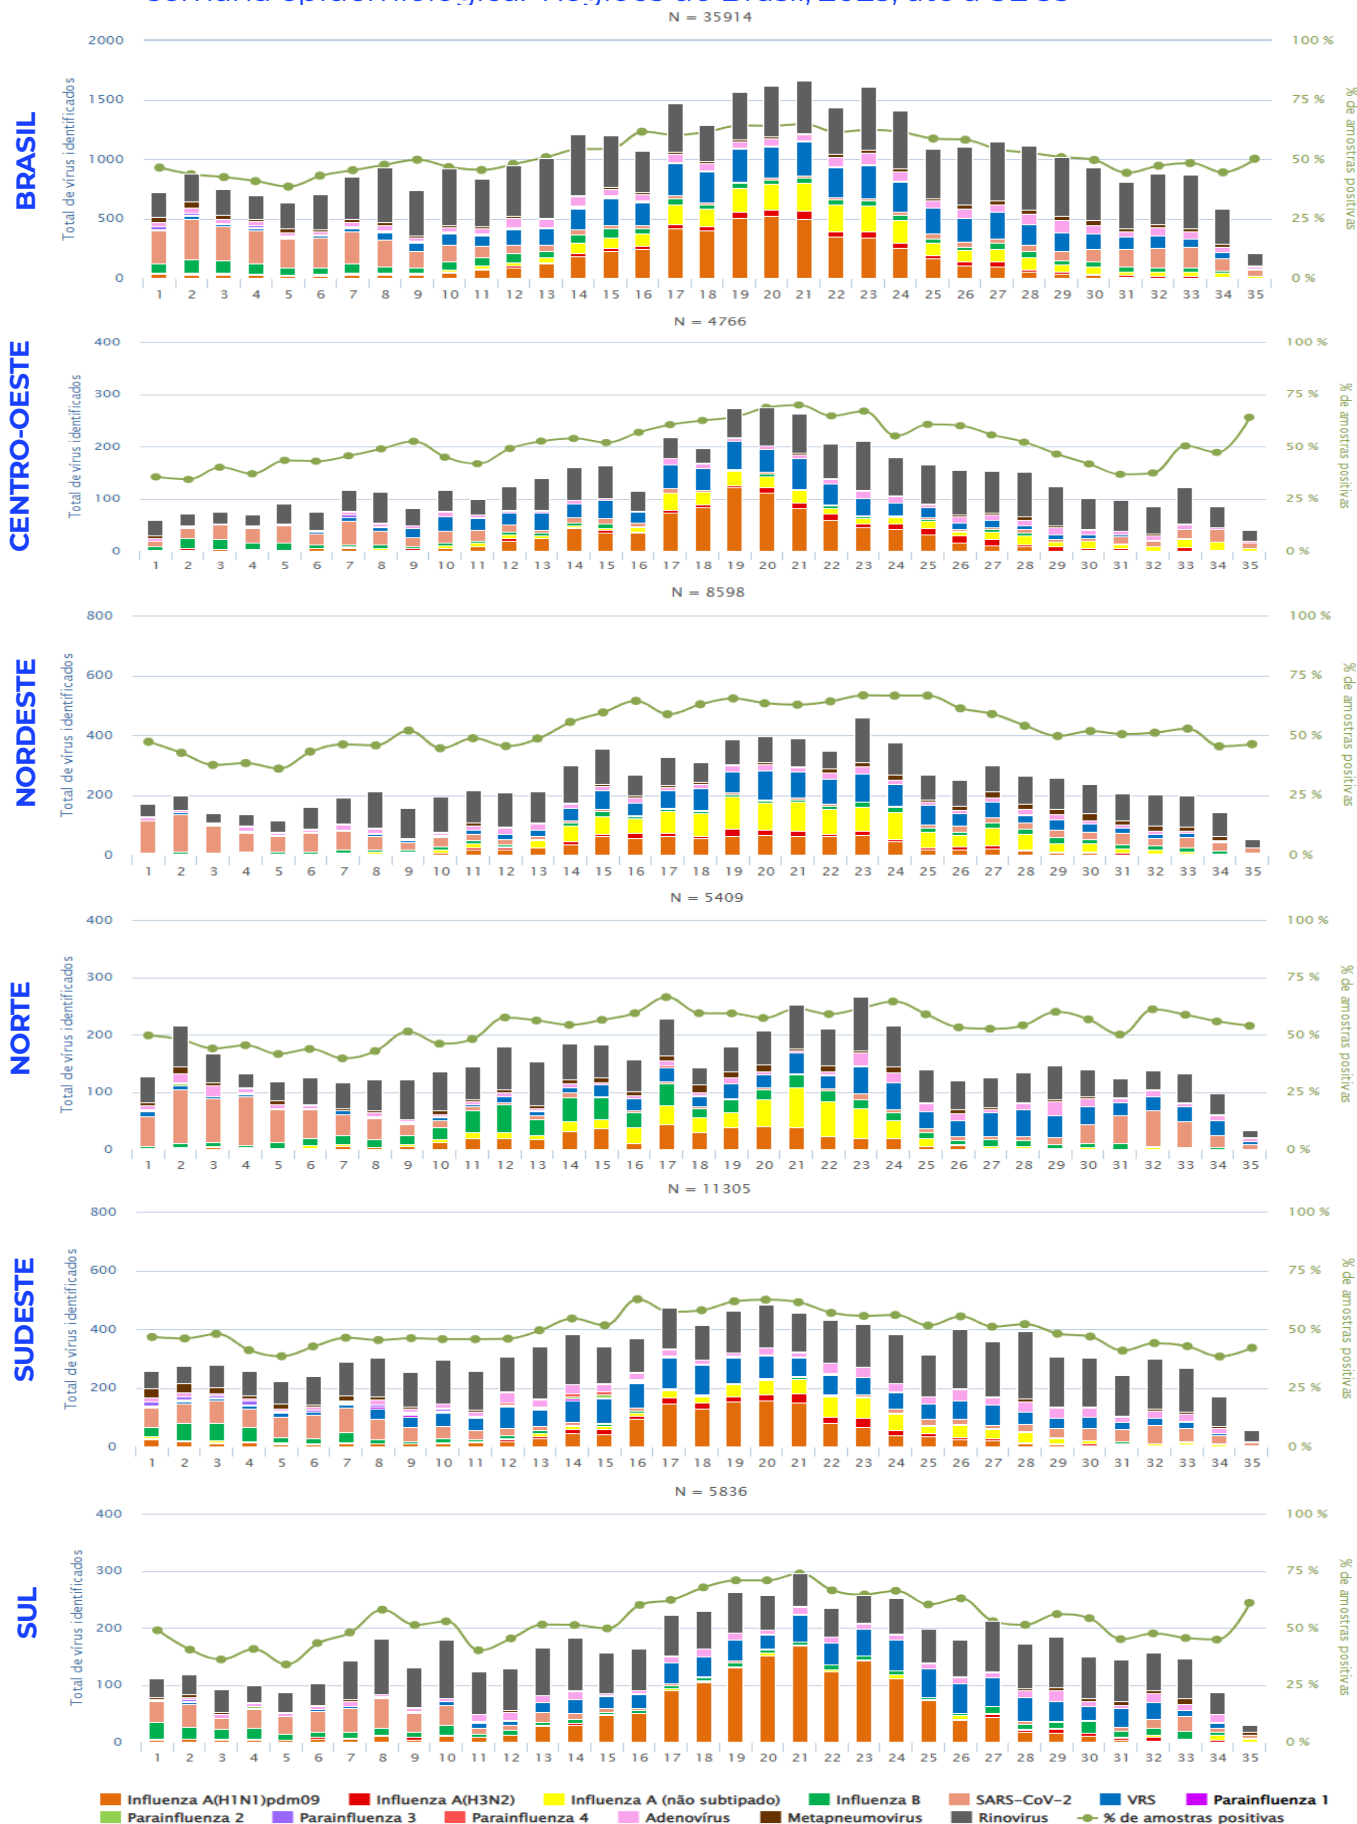 N = 35914
BRASIL
Total de vírus identificados
% de amostras positivas
2000
1500
1000
500
0
100 %
75 %
50 %
25 %
0 %
1 2 3 4 5 6 7 8 9 10 11 12 13 14 15 16 17 18 19 20 21 22 23 24 25 26 27 28 29 30 31 32 33 34 35
N = 4766
CENTRO-OESTE
Total de vírus identificados
% de amostras positivas
400
300
200
100
0
100 %
75 %
50 %
25 %
0 %
1 2 3 4 5 6 7 8 9 10 11 12 13 14 15 16 17 18 19 20 21 22 23 24 25 26 27 28 29 30 31 32 33 34 35
N = 8598
NORDESTE
Total de vírus identificados
% de amostras positivas
800
600
400
200
0
100 %
75 %
50 %
25 %
0 %
1 2 3 4 5 6 7 8 9 10 11 12 13 14 15 16 17 18 19 20 21 22 23 24 25 26 27 28 29 30 31 32 33 34 35
N = 5409
NORTE
Total de vírus identificados
% de amostras positivas
400
300
200
100
0
100 %
75 %
50 %
25 %
0 %
1 2 3 4 5 6 7 8 9 10 11 12 13 14 15 16 17 18 19 20 21 22 23 24 25 26 27 28 29 30 31 32 33 34 35
N = 11305
SUDESTE
Total de vírus identificados
% de amostras positivas
800
600
400
200
0
100 %
75 %
50 %
25 %
0 %
1 2 3 4 5 6 7 8 9 10 11 12 13 14 15 16 17 18 19 20 21 22 23 24 25 26 27 28 29 30 31 32 33 34 35
N = 5836
SUL
Total de vírus identificados
% de amostras positivas
400
300
200
100
0
100 %
75 %
50 %
25 %
0 %
1 2 3 4 5 6 7 8 9 10 11 12 13 14 15 16 17 18 19 20 21 22 23 24 25 26 27 28 29 30 31 32 33 34 35
Influenza A(H1N1)pdm09 Influenza A(H3N2) Influenza A (não subtipado) Influenza B SARS-CoV-2 VRS Parainfluenza 1
Parainfluenza 2 Parainfluenza 3 Parainfluenza 4 Adenovírus Metapneumovirus Rinovirus % de amostras positivas